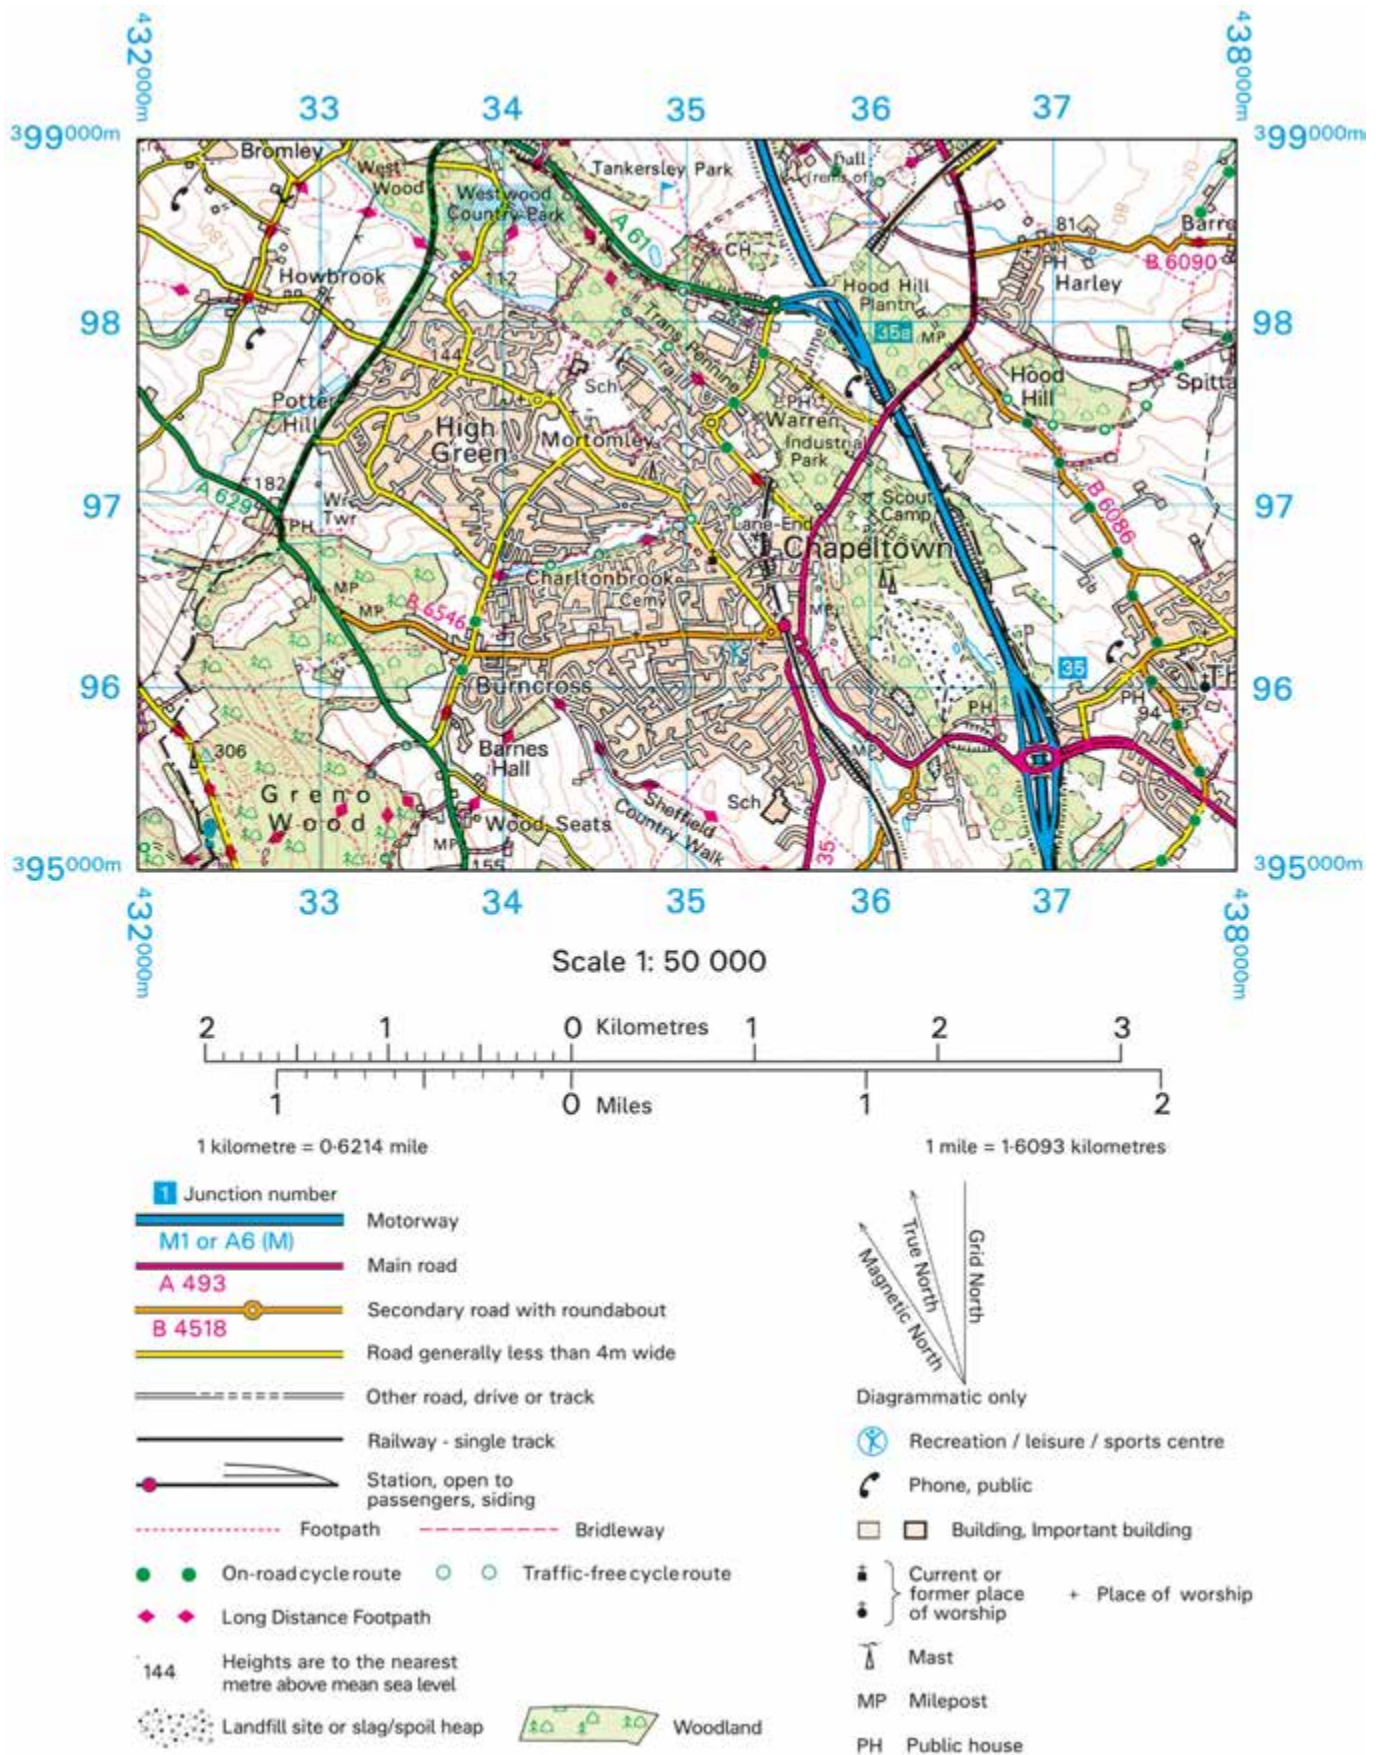 432000m
438000m
33 34 35 36 37
399000m
399000m
Bromley
West
Wood
Tankersley Park
Hull
(rems of)
Westwood
Country Park
A 61
CH
81
Barre
PH
B 6090
Harley
180
80
Howbrook
112
Hood Hill
Plantn
98
98
35a
MP
Trans Pennine
Trail
144
Sch
Hood
Hill
Spitta
Potter
Hill
PH
Warren
High
Green
Mortomley
Industrial
Park
A 629
182
Wr
Twr
Scout
Camp
B 6086
97
97
PH
Lane-End
Chapeltown
Charltonbrook
Cemy
MP
MP
B 6546
MP
35
96
96
Burncross
PH
PH
94
Th
306
Barnes
Hall
MP
Greno
Wood
Sch
Sheffield
Country Walk
Wood Seats
MP
155
35
395000m
395000m
33 34 35 36 37
432000m
438000m
Scale 1: 50 000
2 1 0 Kilometres 1 2 3
1 0 Miles 1 2
1 kilometre = 0·6214 mile
1 mile = 1·6093 kilometres
1 Junction number
Motorway
M1 or A6 (M)
Main road
A 493
Secondary road with roundabout
B 4518
Road generally less than 4m wide
Other road, drive or track
Railway - single track
Station, open to
passengers, siding
Footpath
Bridleway
On-road cycle route
Traffic-free cycle route
Long Distance Footpath
144
Heights are to the nearest
metre above mean sea level
Landfill site or slag/spoil heap
Woodland
Magnetic North
True North
Grid North
Diagrammatic only
Recreation / leisure / sports centre
Phone, public
Building, Important building
Current or
former place
of worship
+ Place of worship
Mast
MP Milepost
PH Public house